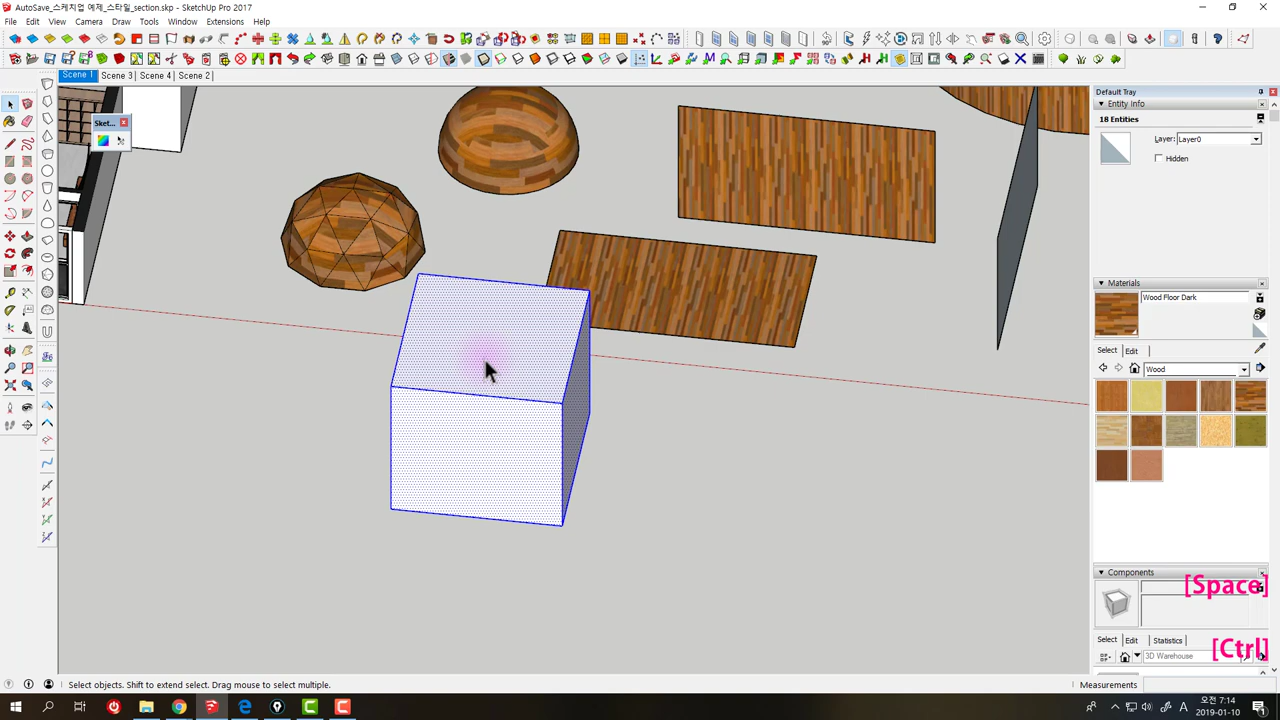 AutoSave_스케치업 예제_스타일_section.skp - SketchUp Pro 2017
File Edit View Camera Draw Tools Window Extensions Help
Scene 1 Scene 3 Scene 4 Scene 2
Sket...
Default Tray
Entity Info
18 Entities
Layer: Layer0
Hidden
Materials
Wood Floor Dark
Select Edit
Wood
Components
[Space]
Select Edit Statistics
3D Warehouse
[Ctrl]
Select objects. Shift to extend select. Drag mouse to select multiple.
Measurements
A
오전 7:14
2019-01-10